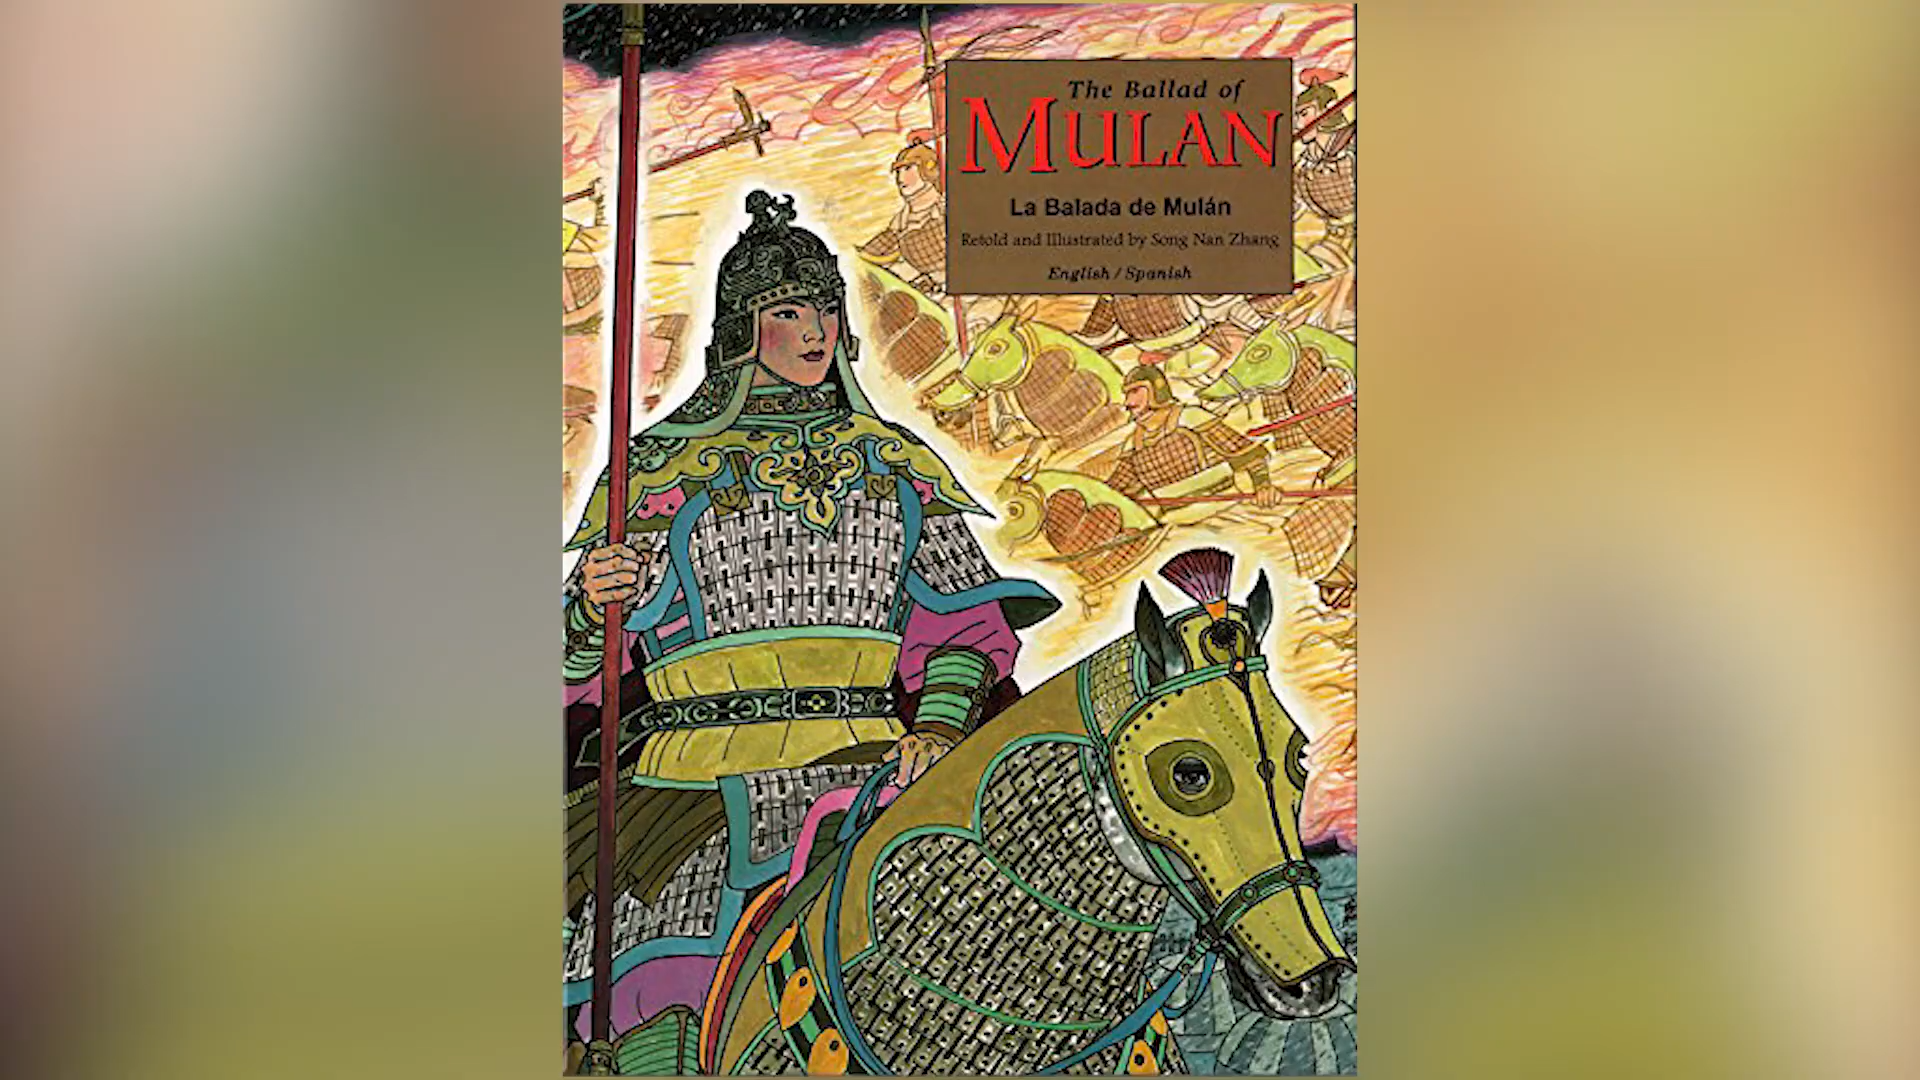 The Ballad of
MULAN
La Balada de Mulán
Retold and Illustrated by Song Nan Zhang
English / Spanish